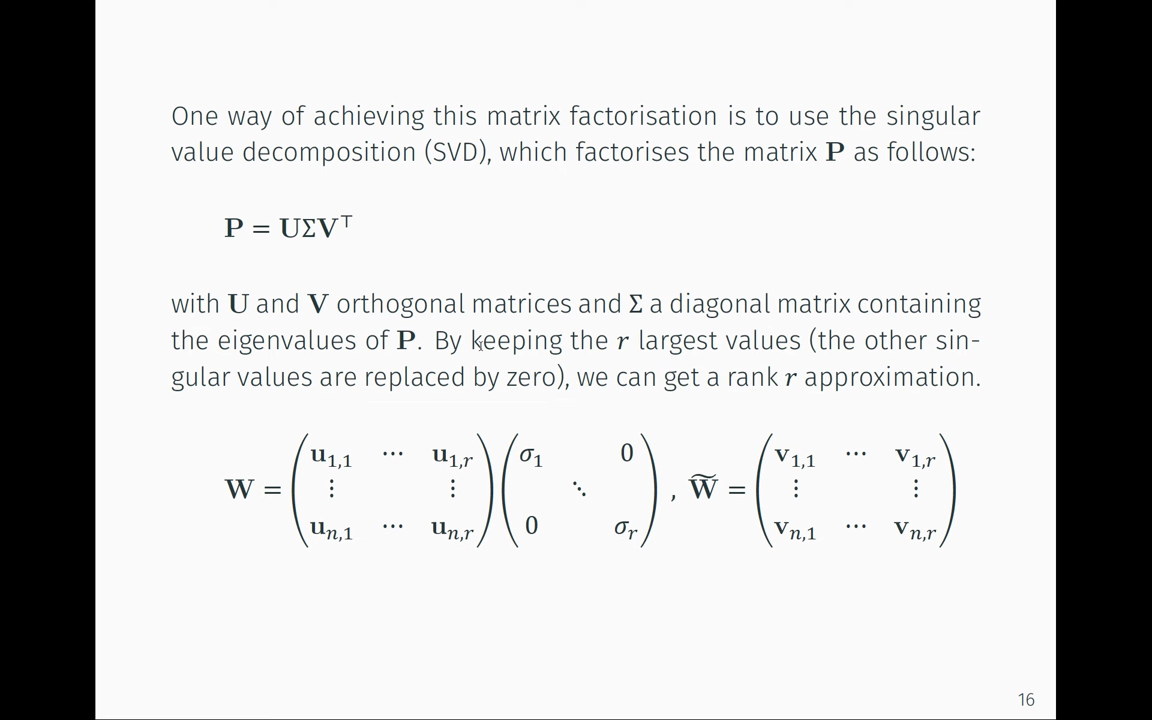 One way of achieving this matrix factorisation is to use the singular
value decomposition (SVD), which factorises the matrix P as follows:
P = UΣV⊤
with U and V orthogonal matrices and Σ a diagonal matrix containing
the eigenvalues of P. By keeping the r largest values (the other sin-
gular values are replaced by zero), we can get a rank r approximation.
u1,1 ⋯ u1,r σ1 0 v1,1 ⋯ v1,r
W = ( ⋮ ⋮ ) ( ⋱ ) , W̃ = ( ⋮ ⋮ )
un,1 ⋯ un,r 0 σr vn,1 ⋯ vn,r
16